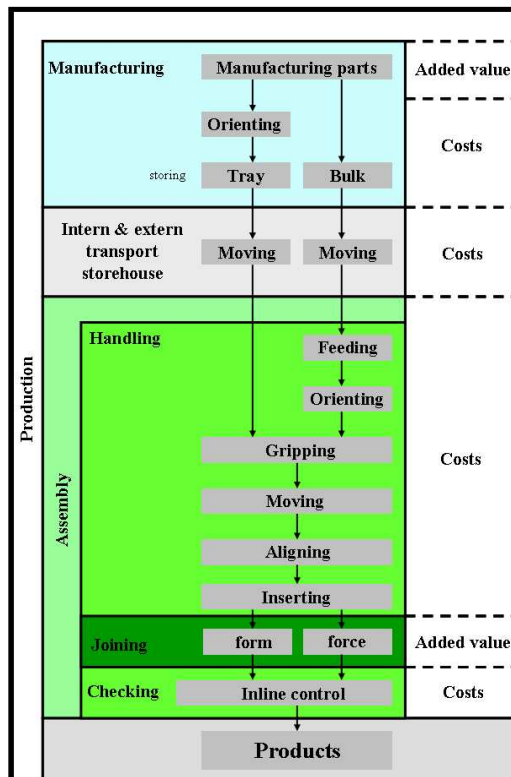 Manufacturing
Manufacturing parts
Added value
Orienting
Costs
storing
Tray
Bulk
Intern & extern
transport
storehouse
Moving
Moving
Costs
Production
Assembly
Handling
Feeding
Orienting
Gripping
Costs
Moving
Aligning
Inserting
Joining
form
force
Added value
Checking
Inline control
Costs
Products